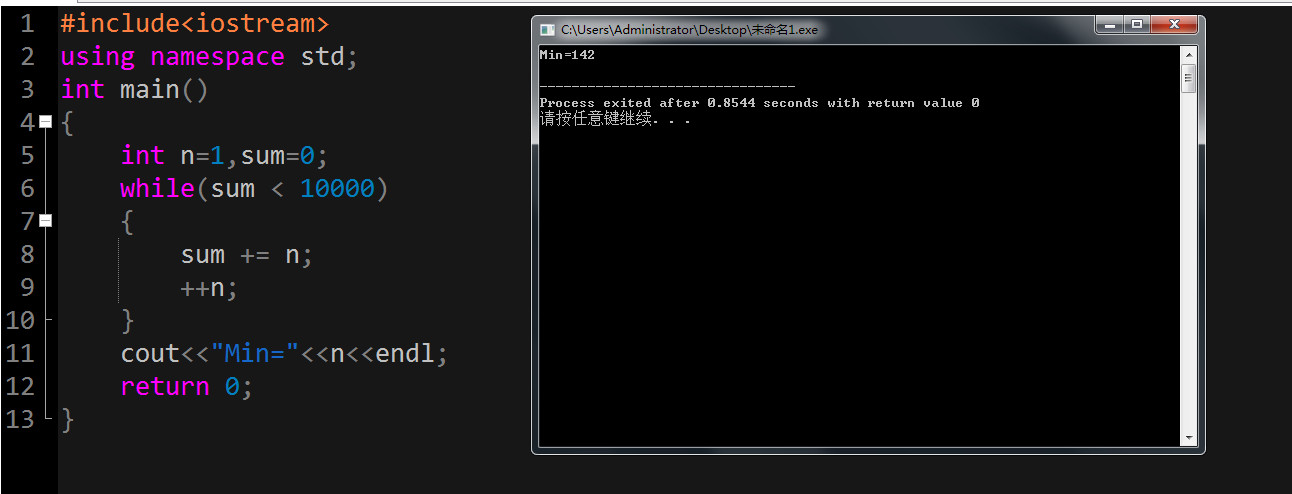 1 #include<iostream>
2 using namespace std;
3 int main()
4 {
5 int n=1,sum=0;
6 while(sum < 10000)
7 {
8 sum += n;
9 ++n;
10 }
11 cout<<"Min="<<n<<endl;
12 return 0;
13 }
C:\Users\Administrator\Desktop\未命名1.exe
Min=142
--------------------------------
Process exited after 0.8544 seconds with return value 0
请按任意键继续. . .